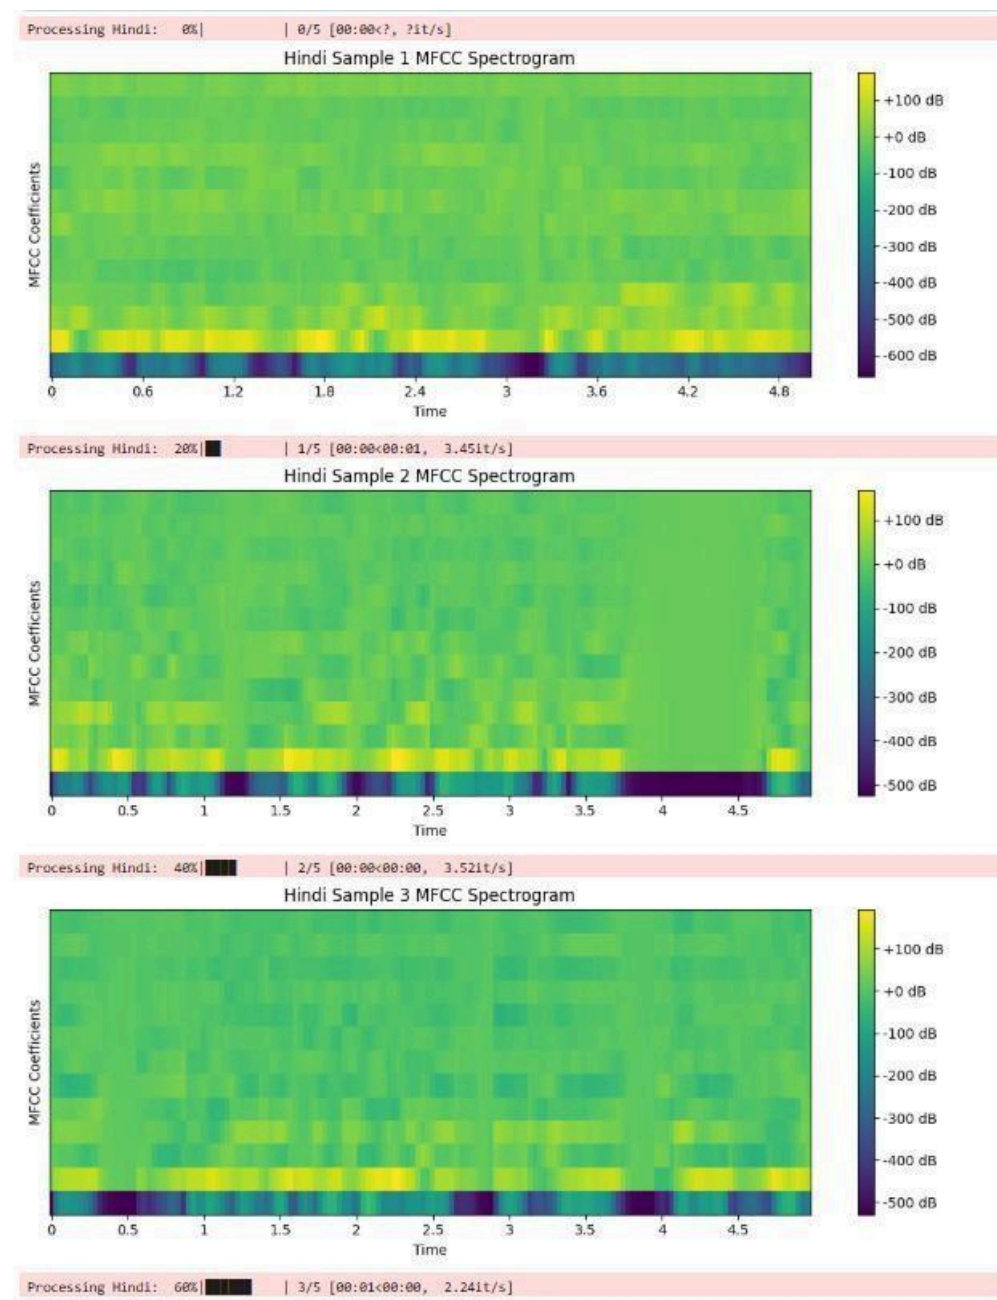 Processing Hindi:   0%|          | 0/5 [00:00<?, ?it/s]
Hindi Sample 1 MFCC Spectrogram
MFCC Coefficients
+100 dB
+0 dB
-100 dB
-200 dB
-300 dB
-400 dB
-500 dB
-600 dB
0 0.6 1.2 1.8 2.4 3 3.6 4.2 4.8
Time
Processing Hindi:  20%|██        | 1/5 [00:00<00:01,  3.45it/s]
Hindi Sample 2 MFCC Spectrogram
MFCC Coefficients
+100 dB
+0 dB
-100 dB
-200 dB
-300 dB
-400 dB
-500 dB
0 0.5 1 1.5 2 2.5 3 3.5 4 4.5
Time
Processing Hindi:  40%|████      | 2/5 [00:00<00:00,  3.52it/s]
Hindi Sample 3 MFCC Spectrogram
MFCC Coefficients
+100 dB
+0 dB
-100 dB
-200 dB
-300 dB
-400 dB
-500 dB
0 0.5 1 1.5 2 2.5 3 3.5 4 4.5
Time
Processing Hindi:  60%|██████    | 3/5 [00:01<00:00,  2.24it/s]